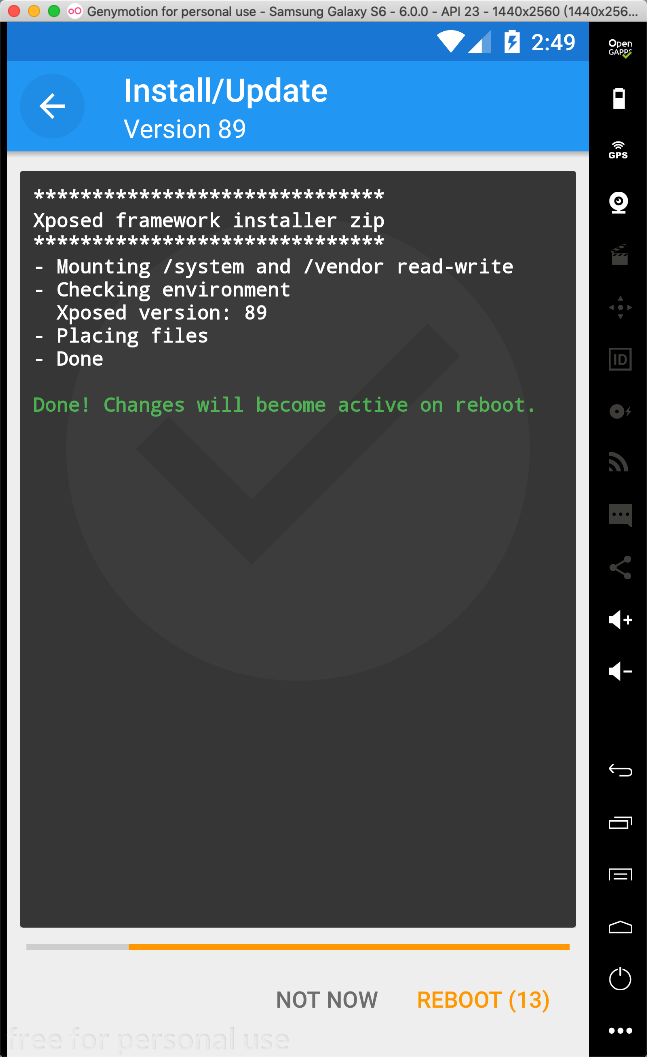 Genymotion for personal use - Samsung Galaxy S6 - 6.0.0 - API 23 - 1440x2560 (1440x256...
2:49
Open
GAPPS
Install/Update
Version 89
GPS
******************************
Xposed framework installer zip
******************************
- Mounting /system and /vendor read-write
- Checking environment
Xposed version: 89
- Placing files
- Done
Done! Changes will become active on reboot.
ID
NOT NOW
REBOOT (13)
free for personal use